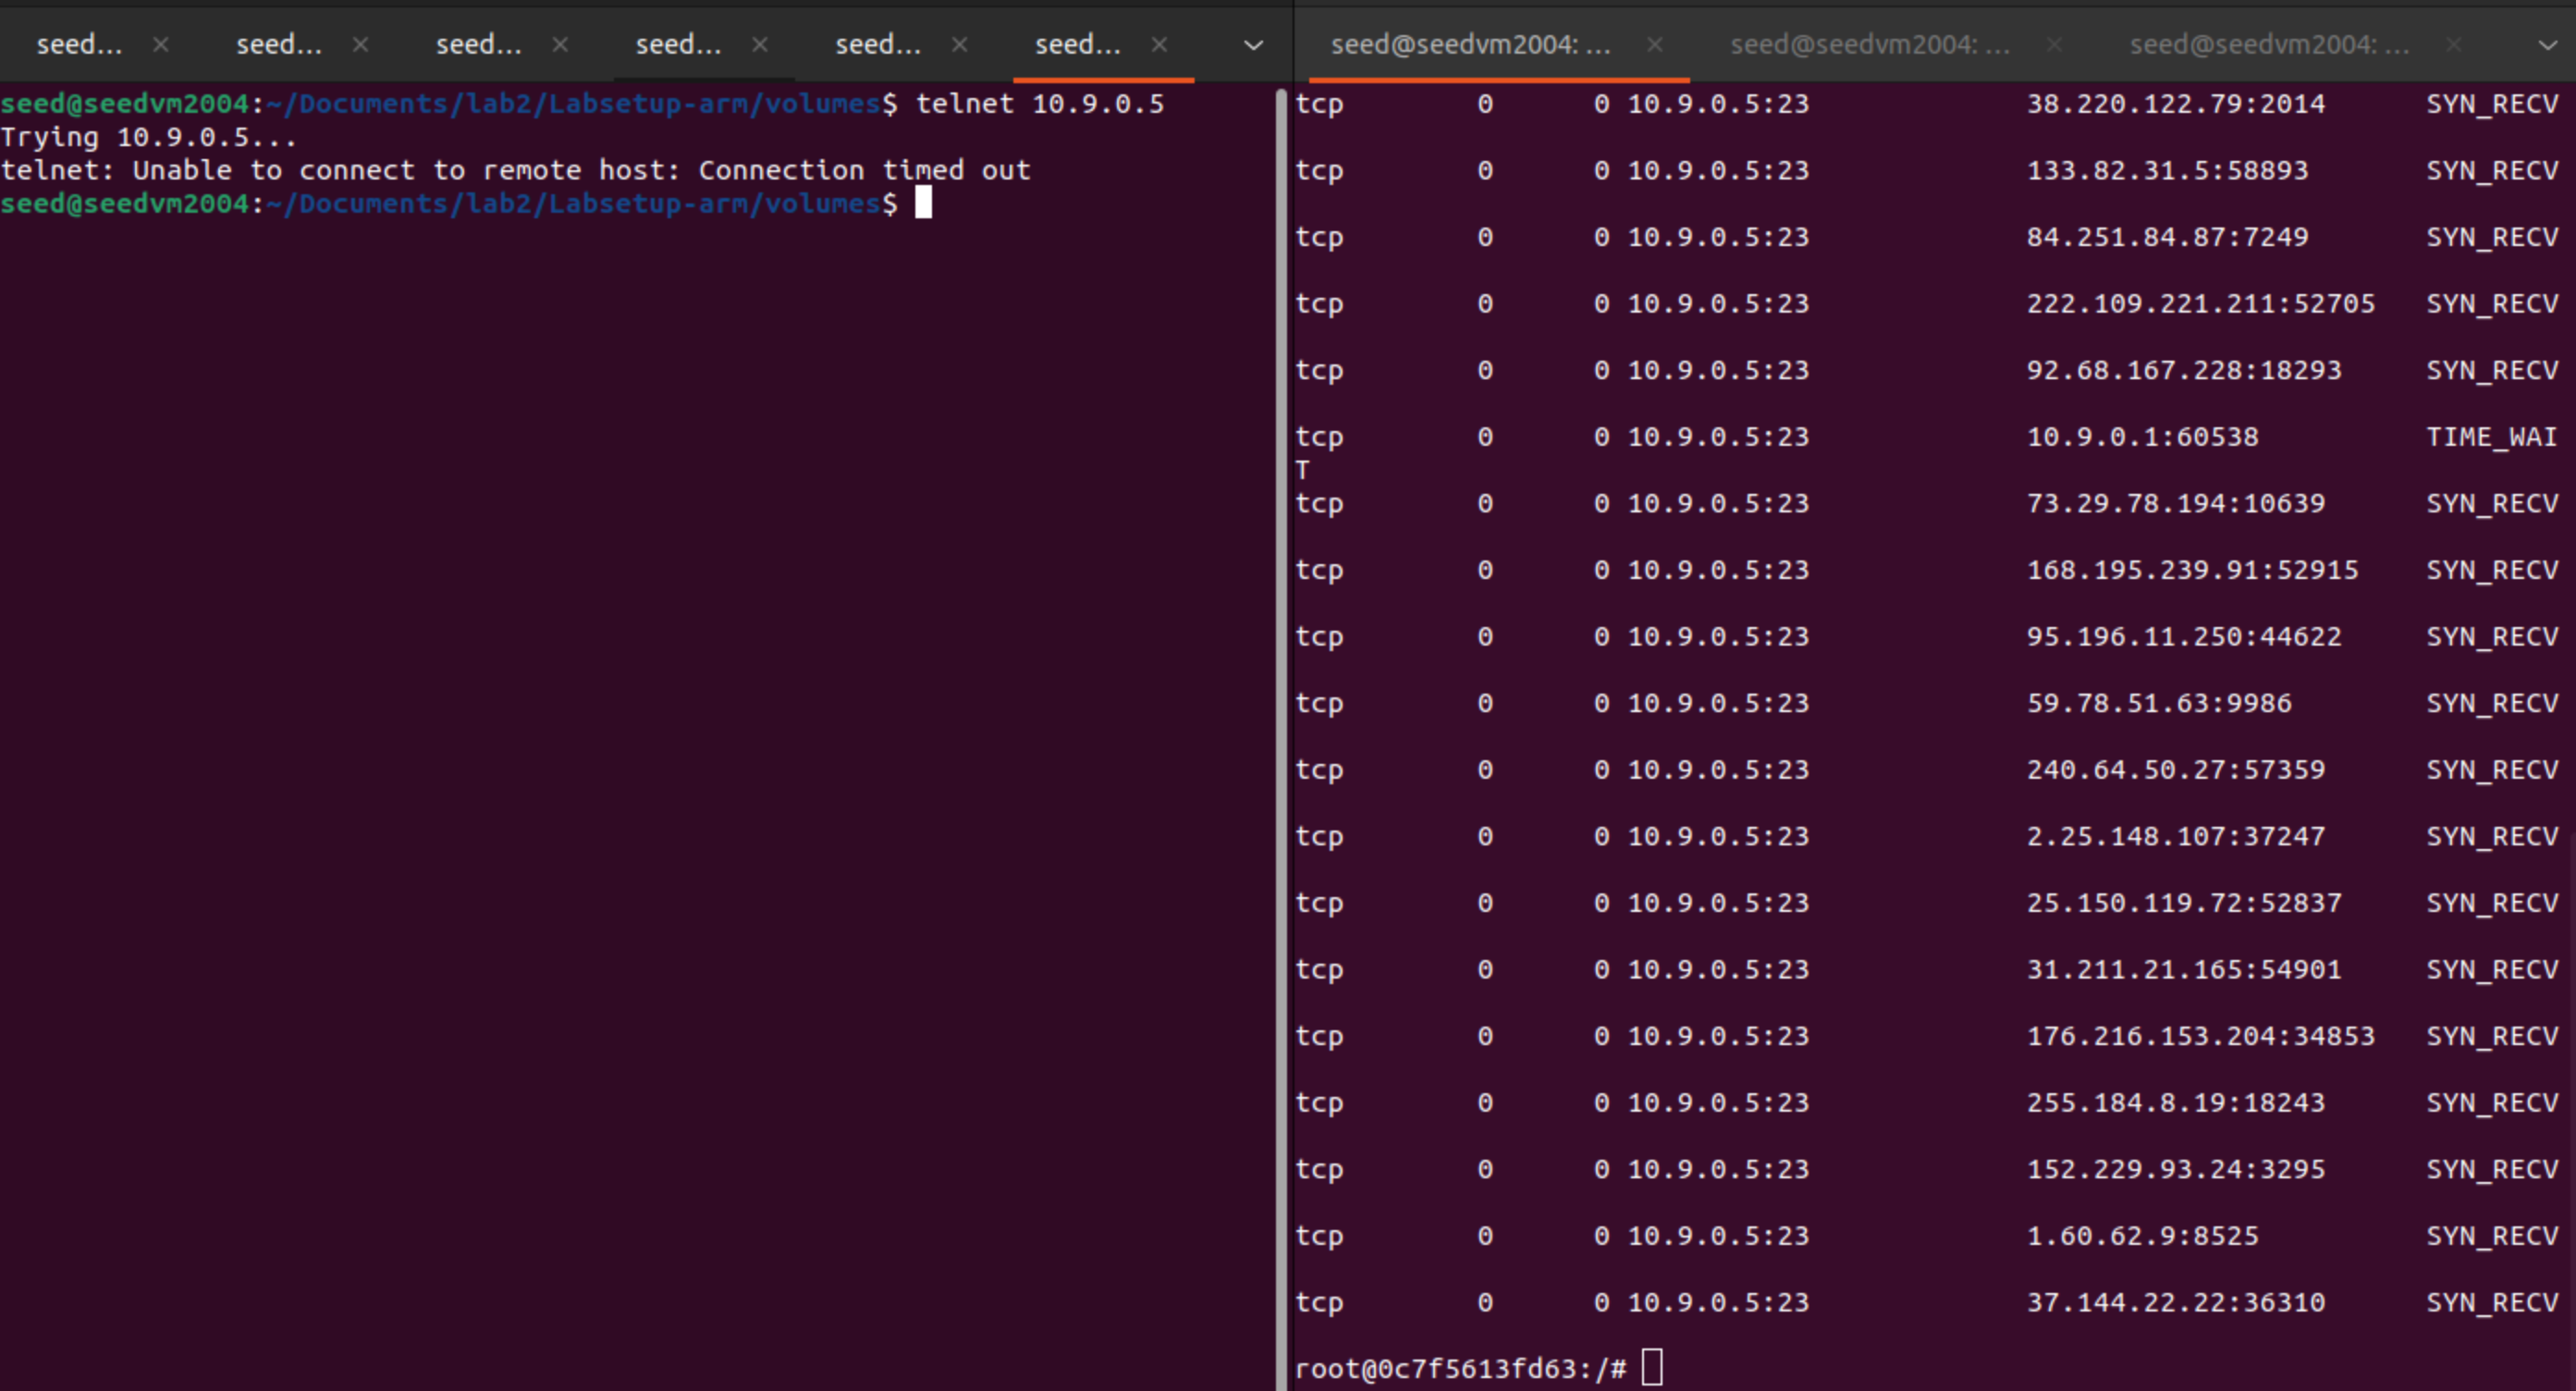 seed... × seed... × seed... × seed... × seed... × seed... ×
seed@seedvm2004:~/Documents/lab2/Labsetup-arm/volumes$ telnet 10.9.0.5
Trying 10.9.0.5...
telnet: Unable to connect to remote host: Connection timed out
seed@seedvm2004:~/Documents/lab2/Labsetup-arm/volumes$
seed@seedvm2004: ... × seed@seedvm2004: ... × seed@seedvm2004: ... ×
tcp 0 0 10.9.0.5:23 38.220.122.79:2014 SYN_RECV
tcp 0 0 10.9.0.5:23 133.82.31.5:58893 SYN_RECV
tcp 0 0 10.9.0.5:23 84.251.84.87:7249 SYN_RECV
tcp 0 0 10.9.0.5:23 222.109.221.211:52705 SYN_RECV
tcp 0 0 10.9.0.5:23 92.68.167.228:18293 SYN_RECV
tcp 0 0 10.9.0.5:23 10.9.0.1:60538 TIME_WAI
T
tcp 0 0 10.9.0.5:23 73.29.78.194:10639 SYN_RECV
tcp 0 0 10.9.0.5:23 168.195.239.91:52915 SYN_RECV
tcp 0 0 10.9.0.5:23 95.196.11.250:44622 SYN_RECV
tcp 0 0 10.9.0.5:23 59.78.51.63:9986 SYN_RECV
tcp 0 0 10.9.0.5:23 240.64.50.27:57359 SYN_RECV
tcp 0 0 10.9.0.5:23 2.25.148.107:37247 SYN_RECV
tcp 0 0 10.9.0.5:23 25.150.119.72:52837 SYN_RECV
tcp 0 0 10.9.0.5:23 31.211.21.165:54901 SYN_RECV
tcp 0 0 10.9.0.5:23 176.216.153.204:34853 SYN_RECV
tcp 0 0 10.9.0.5:23 255.184.8.19:18243 SYN_RECV
tcp 0 0 10.9.0.5:23 152.229.93.24:3295 SYN_RECV
tcp 0 0 10.9.0.5:23 1.60.62.9:8525 SYN_RECV
tcp 0 0 10.9.0.5:23 37.144.22.22:36310 SYN_RECV
root@0c7f5613fd63:/#